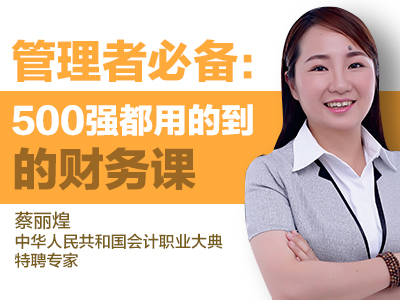 管理者必备:
500强都用的到
的财务课
蔡丽煌
中华人民共和国会计职业大典
特聘专家